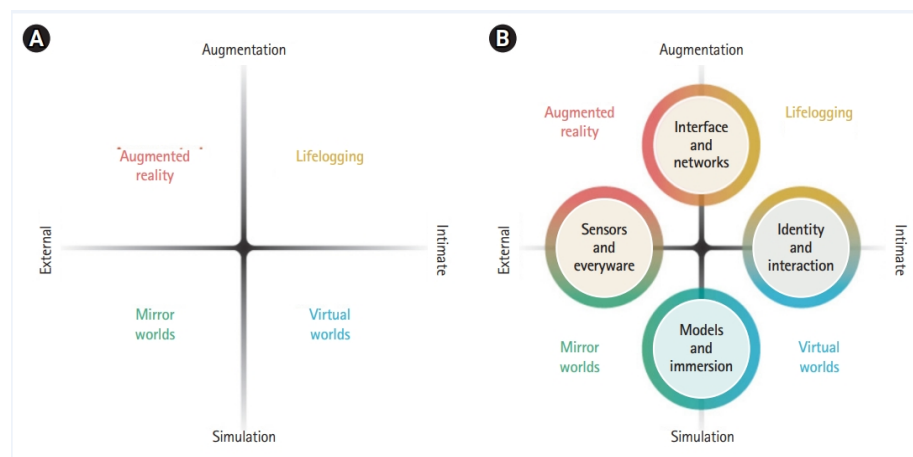 A
Augmentation
Augmented
reality
Lifelogging
External
Intimate
Mirror
worlds
Virtual
worlds
Simulation
B
Augmentation
Augmented
reality
Lifelogging
Interface
and
networks
External
Sensors
and
everyware
Identity
and
interaction
Intimate
Mirror
worlds
Models
and
immersion
Virtual
worlds
Simulation